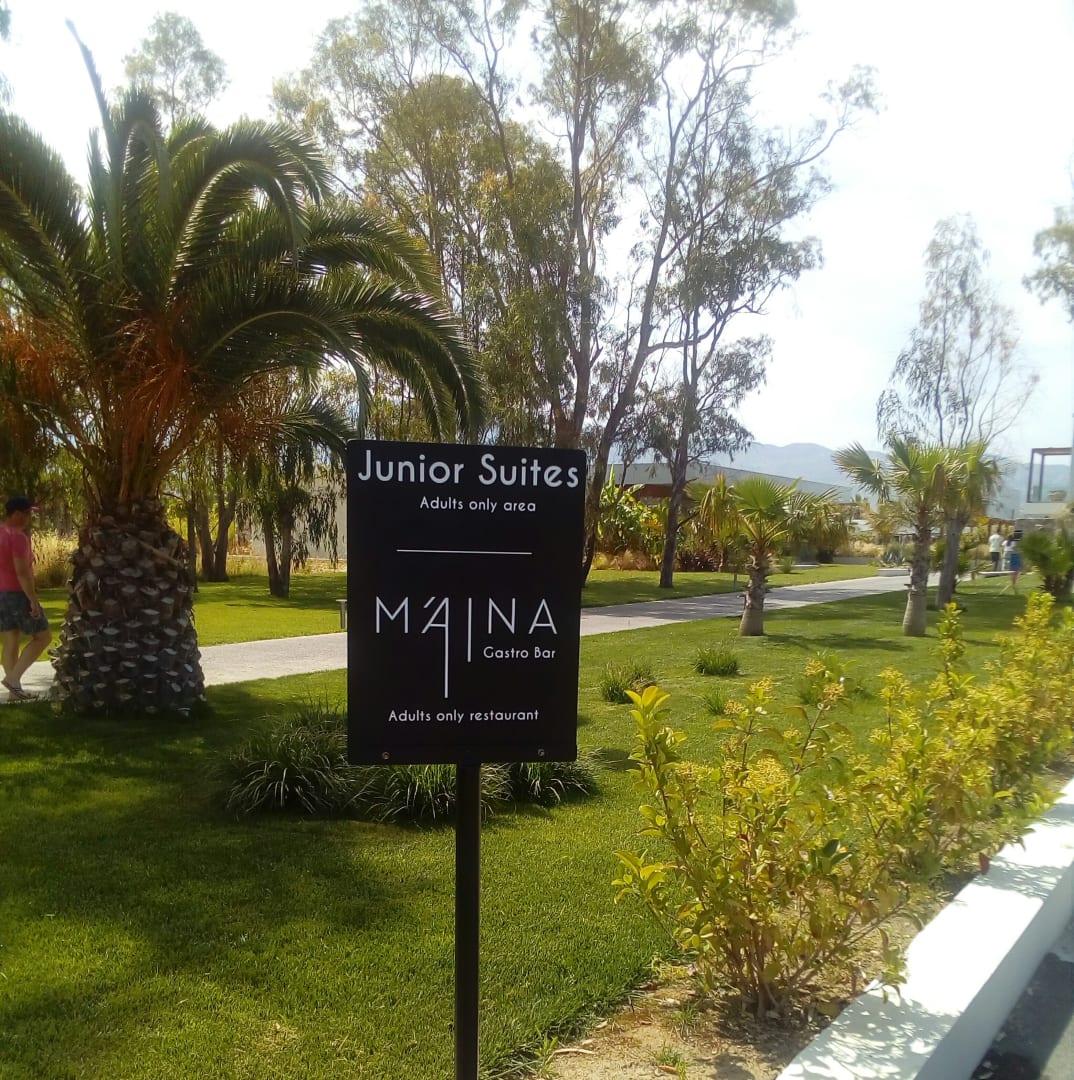 Junior Suites
Adults only area
M'AINA
Gastro Bar
Adults only restaurant